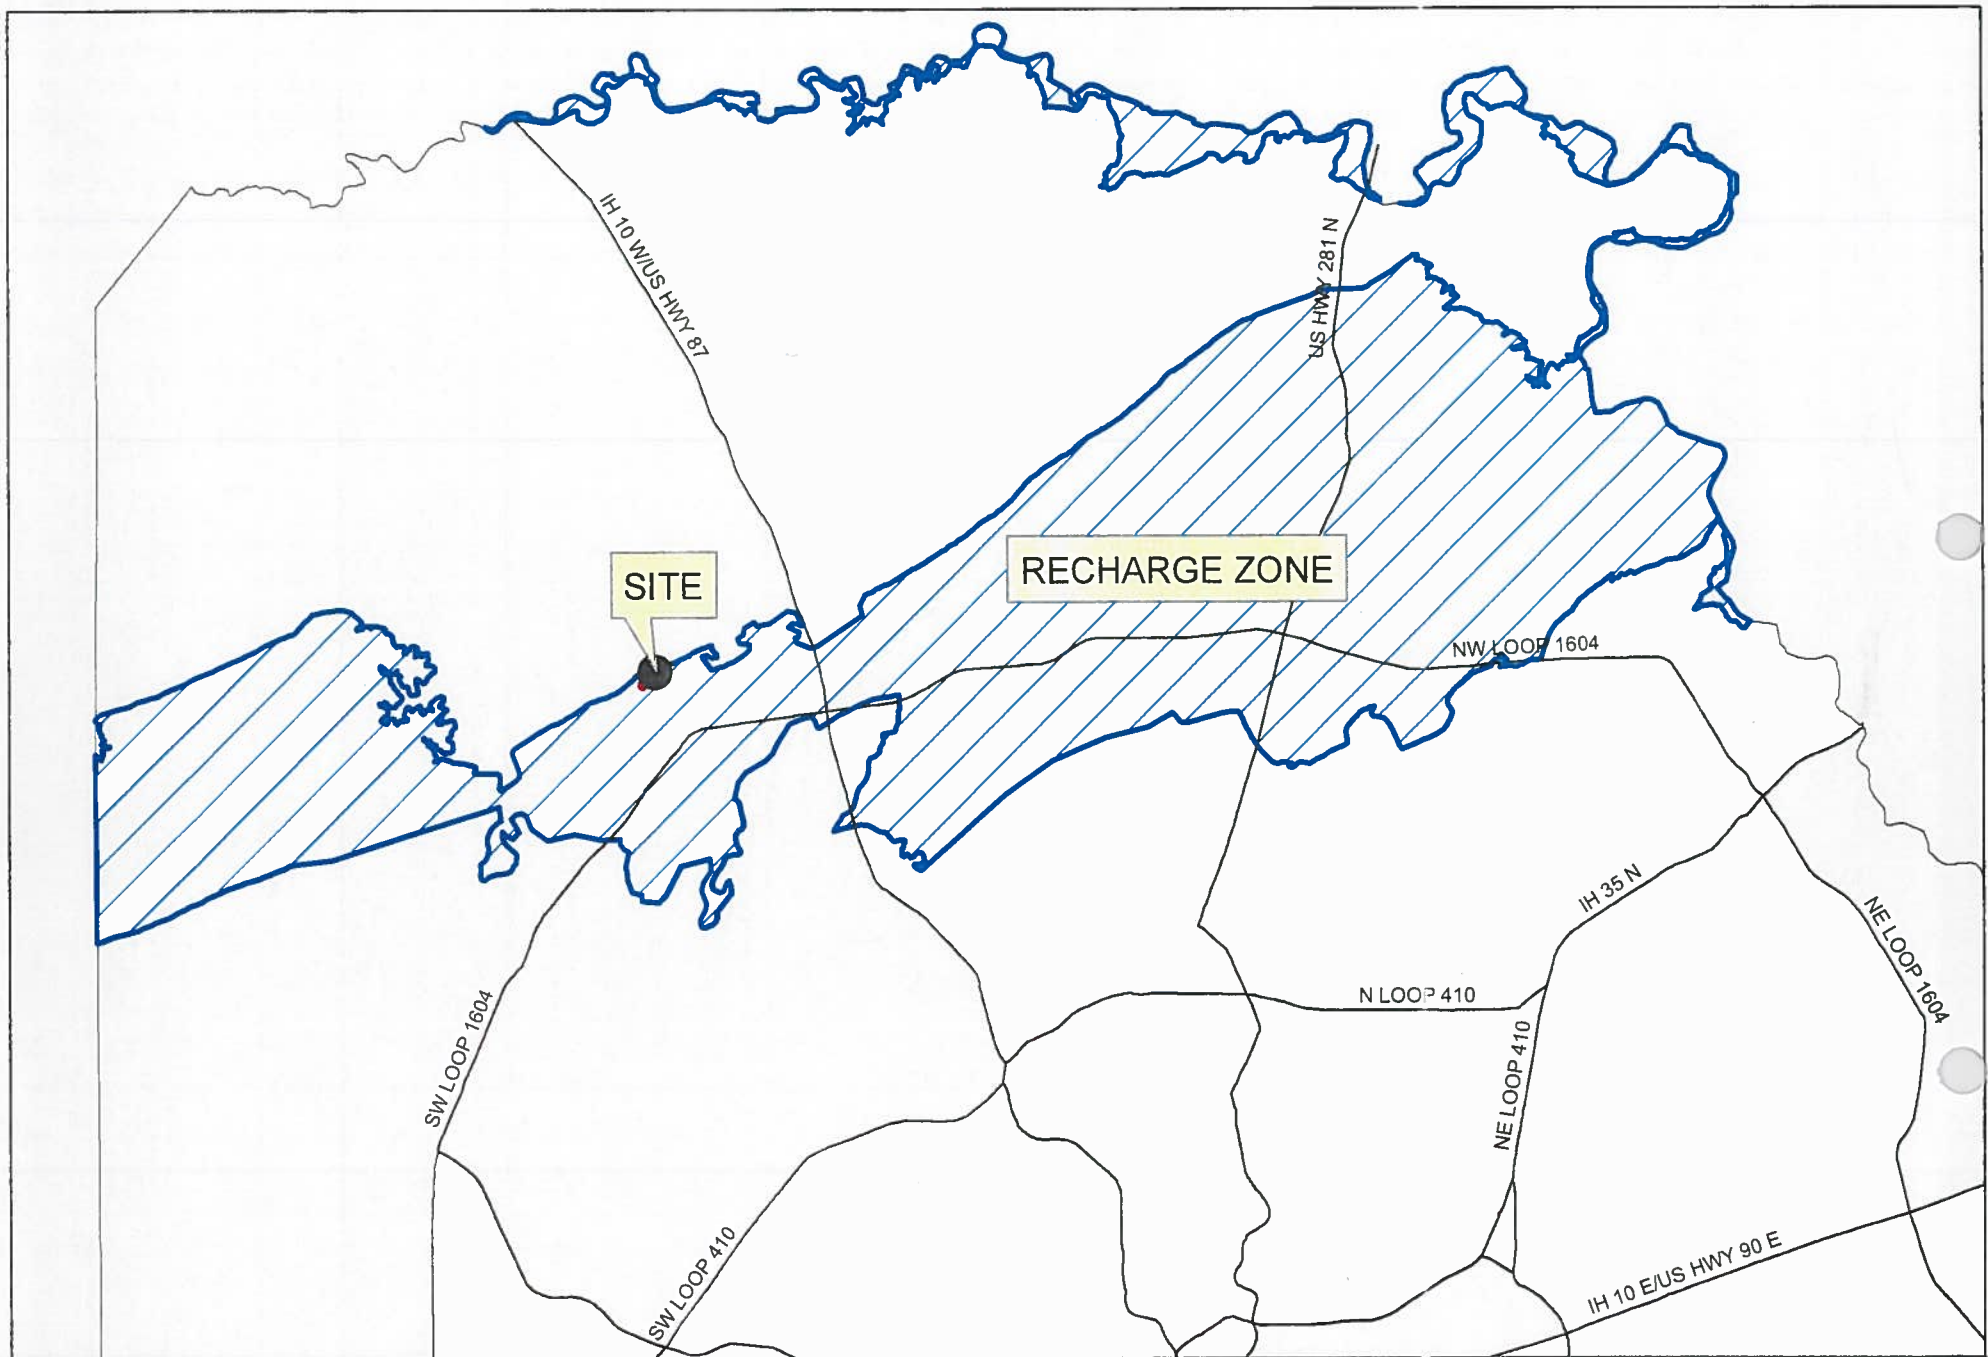 IH 10 W/US HWY 87
US HWY 281 N
SITE
RECHARGE ZONE
NW LOOP 1604
IH 35 N
NE LOOP 1604
N LOOP 410
SW LOOP 1604
NE LOOP 410
SW LOOP 410
IH 10 E/US HWY 90 E